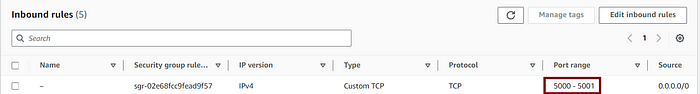 Inbound rules (5)
Manage tags
Edit inbound rules
Search
1
Name
Security group rule...
IP version
Type
Protocol
Port range
Source
–
sgr-02e68fcc9fead9f57
IPv4
Custom TCP
TCP
5000 - 5001
0.0.0.0/0